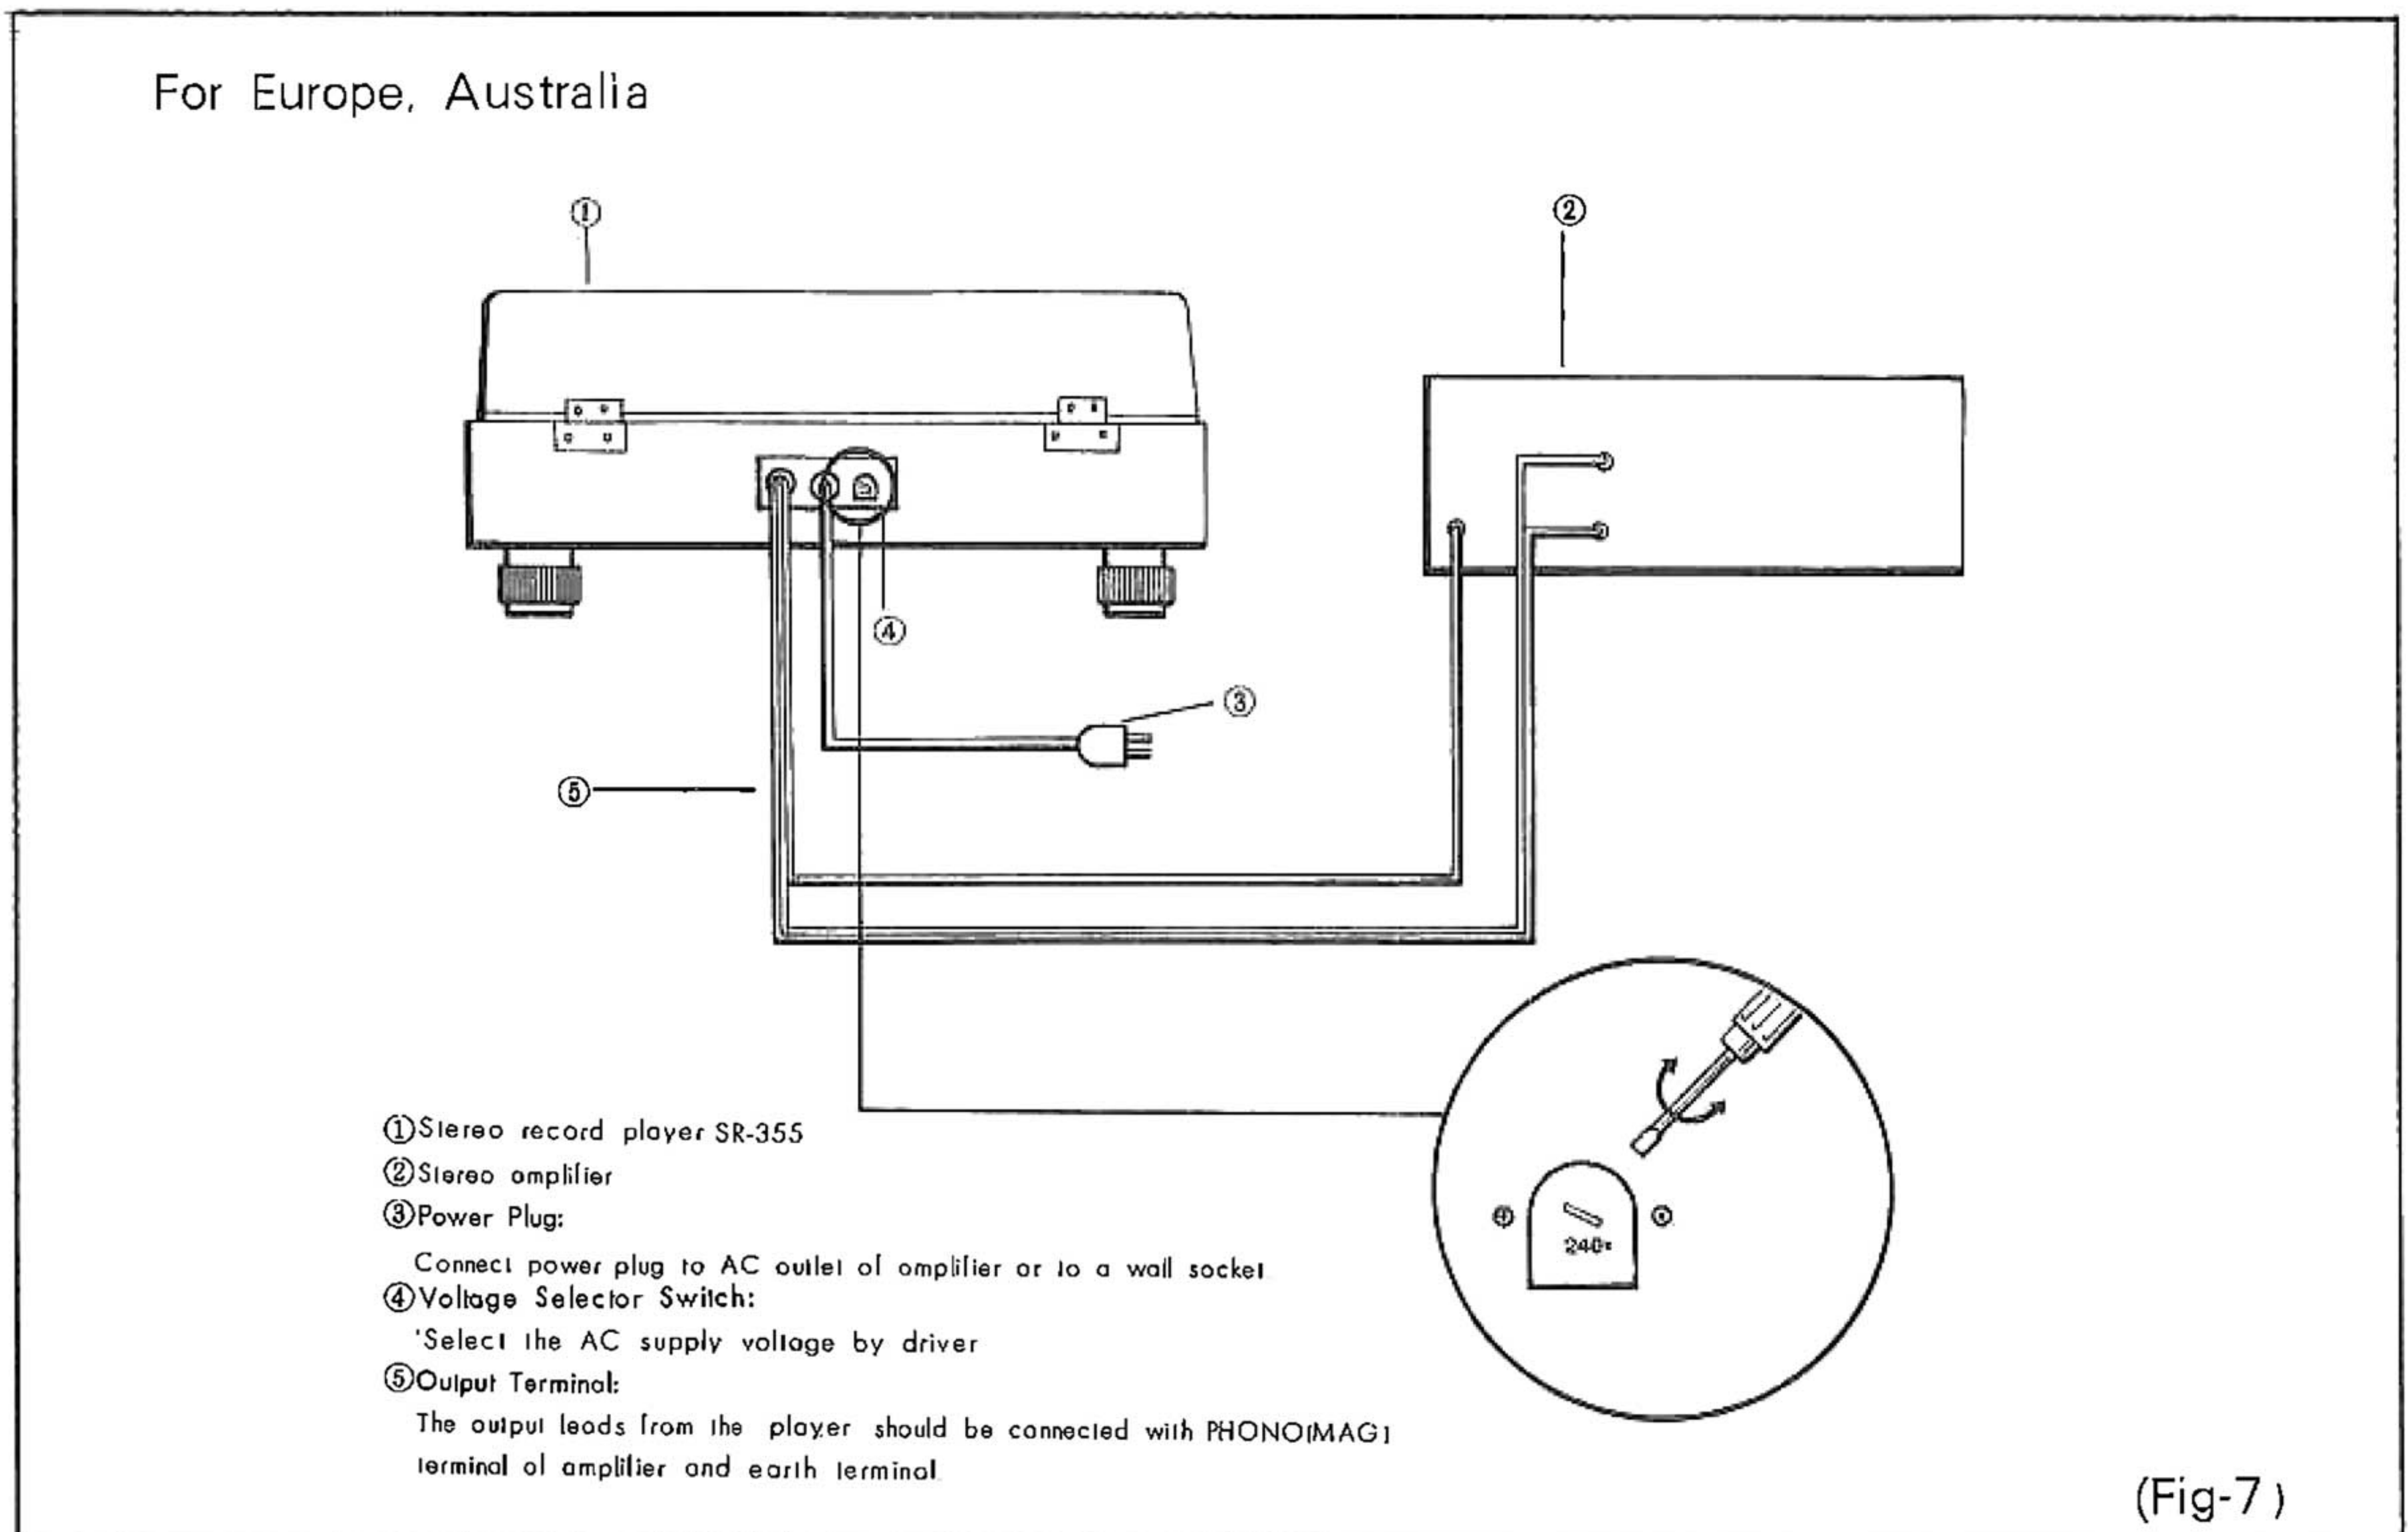 For Europe, Australia
①
②
④
③
⑤
①Stereo record player SR-355
②Stereo amplifier
③Power Plug:
Connect power plug to AC outlet of amplifier or to a wall socket
④Voltage Selector Switch:
'Select the AC supply voltage by driver
⑤Output Terminal:
The output leads from the player should be connected with PHONO(MAG)
terminal of amplifier and earth terminal
240v
(Fig-7)